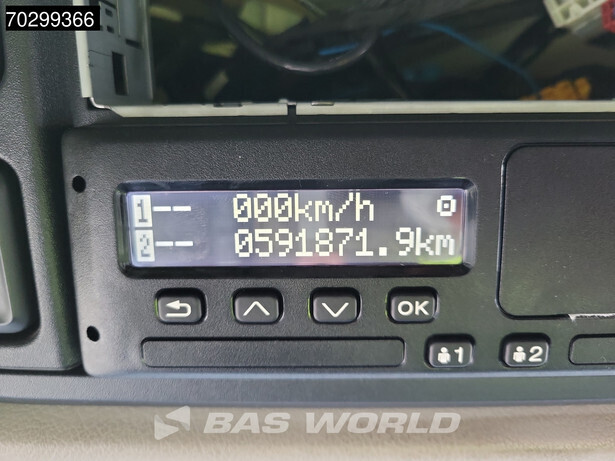 70299366
1-- 000km/h
2-- 0591871.9km
OK
1 2
BAS WORLD